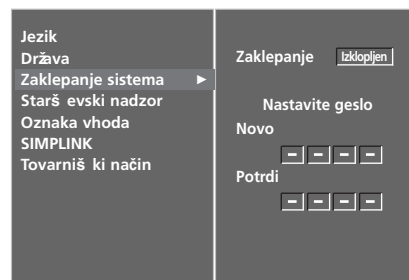 Jezik
Država
Zaklepanje sistema ►
Starš evski nadzor
Oznaka vhoda
SIMPLINK
Tovarniš ki način
Zaklepanje Izklopljen
Nastavite geslo
Novo
– – – –
Potrdi
– – – –